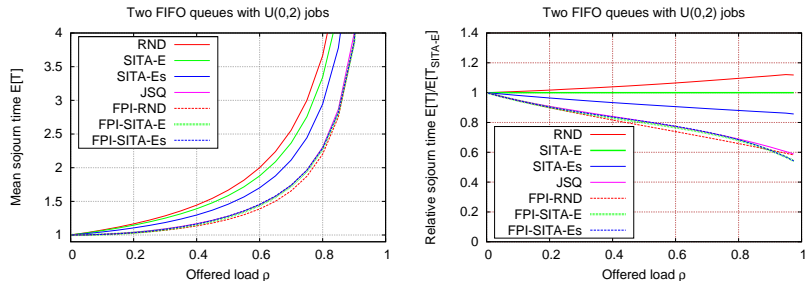 Two FIFO queues with U(0,2) jobs
Mean sojourn time E[T]
4
3.5
3
2.5
2
1.5
1
0
0.2
0.4
0.6
0.8
1
Offered load ρ
RND
SITA-E
SITA-Es
JSQ
FPI-RND
FPI-SITA-E
FPI-SITA-Es
Two FIFO queues with U(0,2) jobs
Relative sojourn time E[T]/E[T_SITA-E]
1.4
1.2
1
0.8
0.6
0.4
0.2
0
0
0.2
0.4
0.6
0.8
1
Offered load ρ
RND
SITA-E
SITA-Es
JSQ
FPI-RND
FPI-SITA-E
FPI-SITA-Es